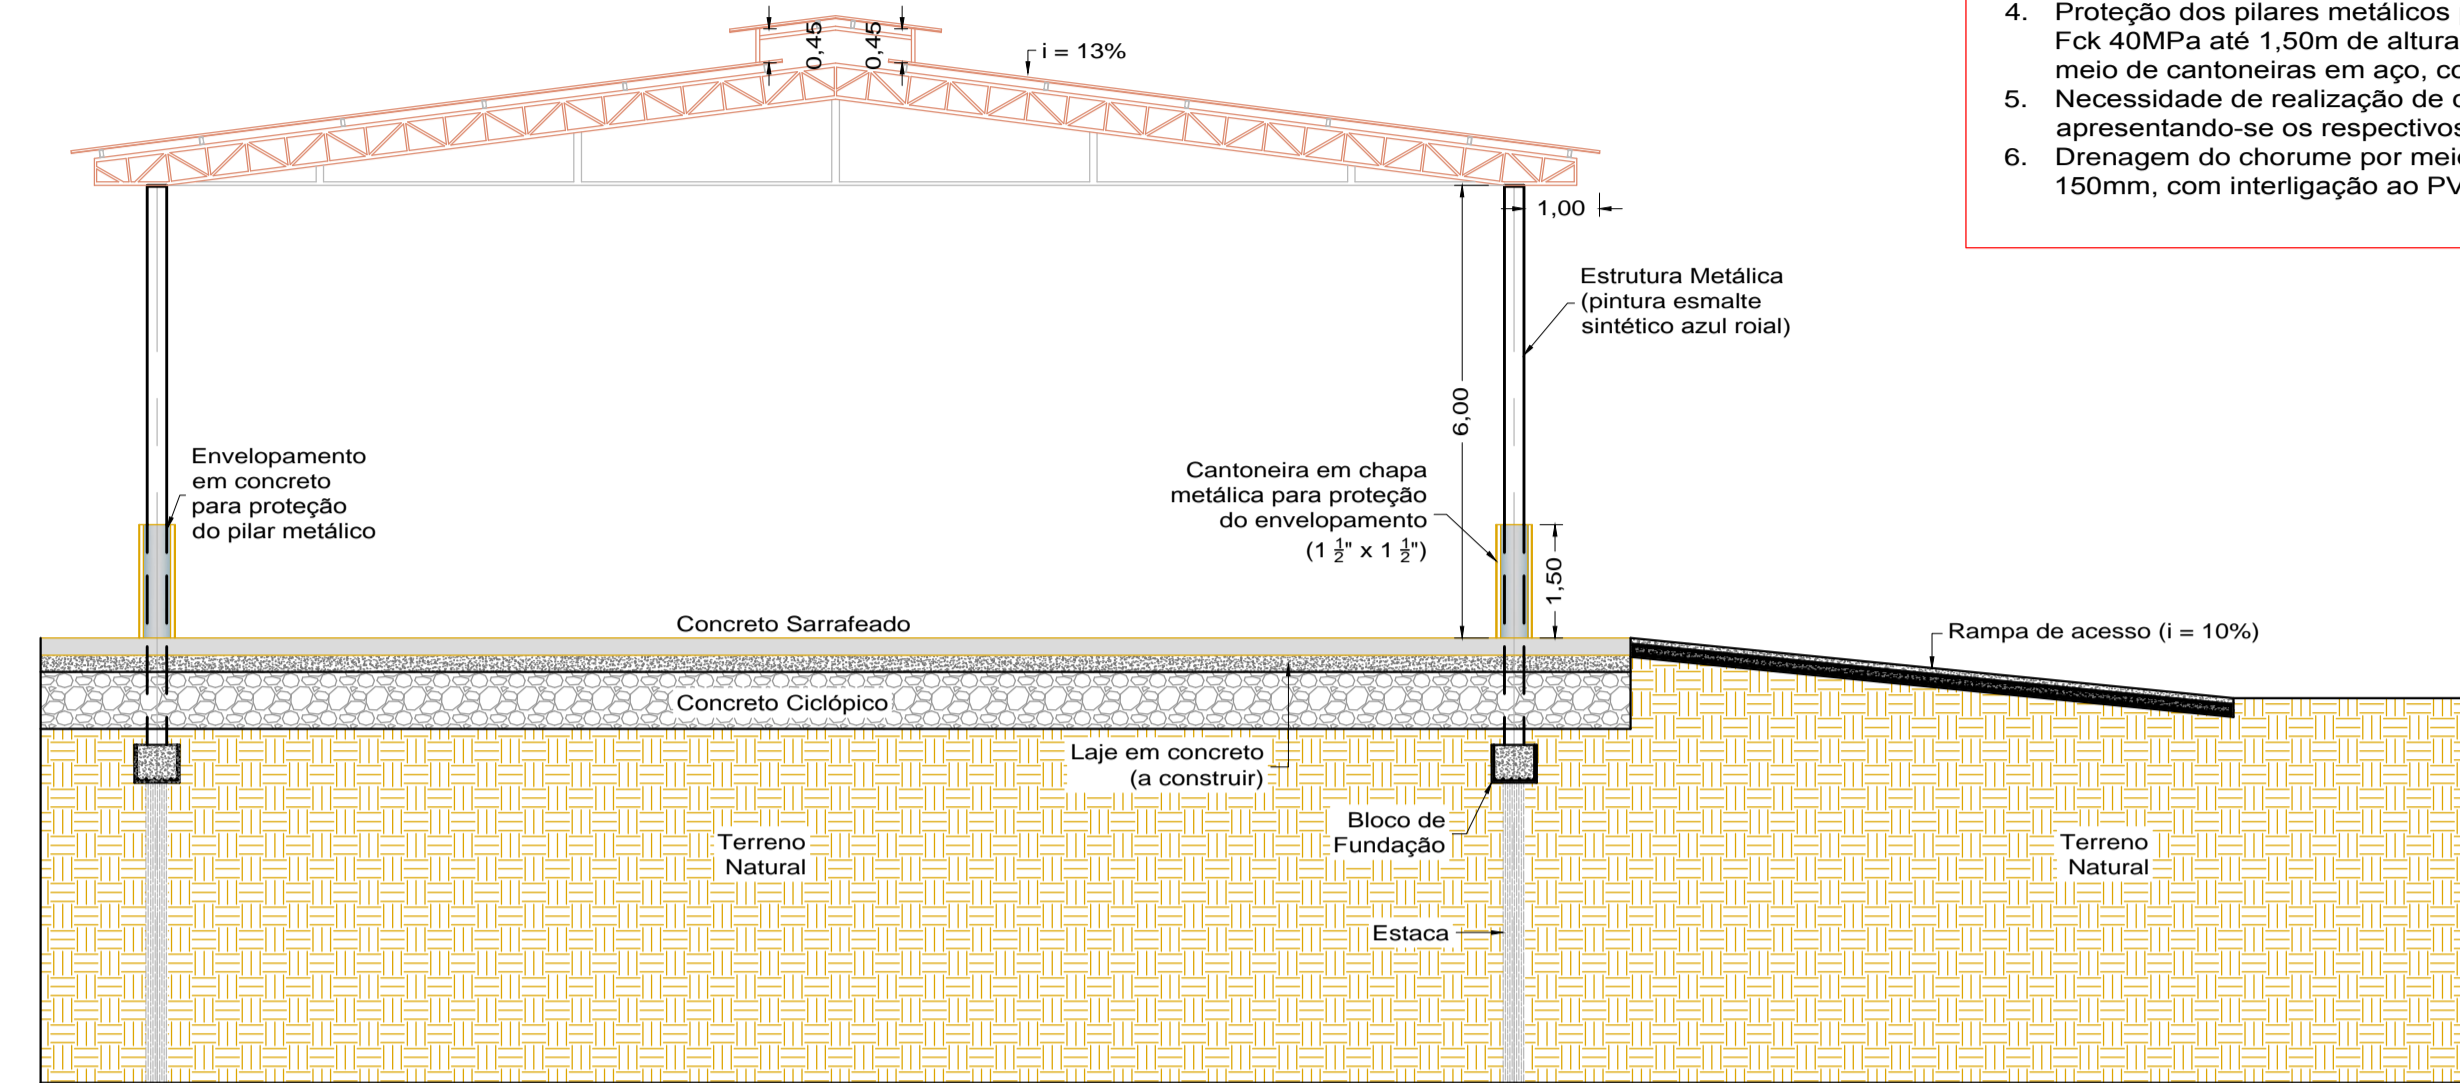 0,45
0,45
i = 13%
4. Proteção dos pilares metálicos
Fck 40MPa até 1,50m de altura
meio de cantoneiras em aço,
5. Necessidade de realização de
apresentando-se os respectivos
6. Drenagem do chorume por
150mm, com interligação ao PV
1,00
Estrutura Metálica
(pintura esmalte
sintético azul roial)
6,00
Envelopamento
em concreto
para proteção
do pilar metálico
Cantoneira em chapa
metálica para proteção
do envelopamento
(1 1/2" x 1 1/2")
1,50
Concreto Sarrafeado
Rampa de acesso (i = 10%)
Concreto Ciclópico
Laje em concreto
(a construir)
Bloco de
Fundação
Terreno
Natural
Terreno
Natural
Estaca